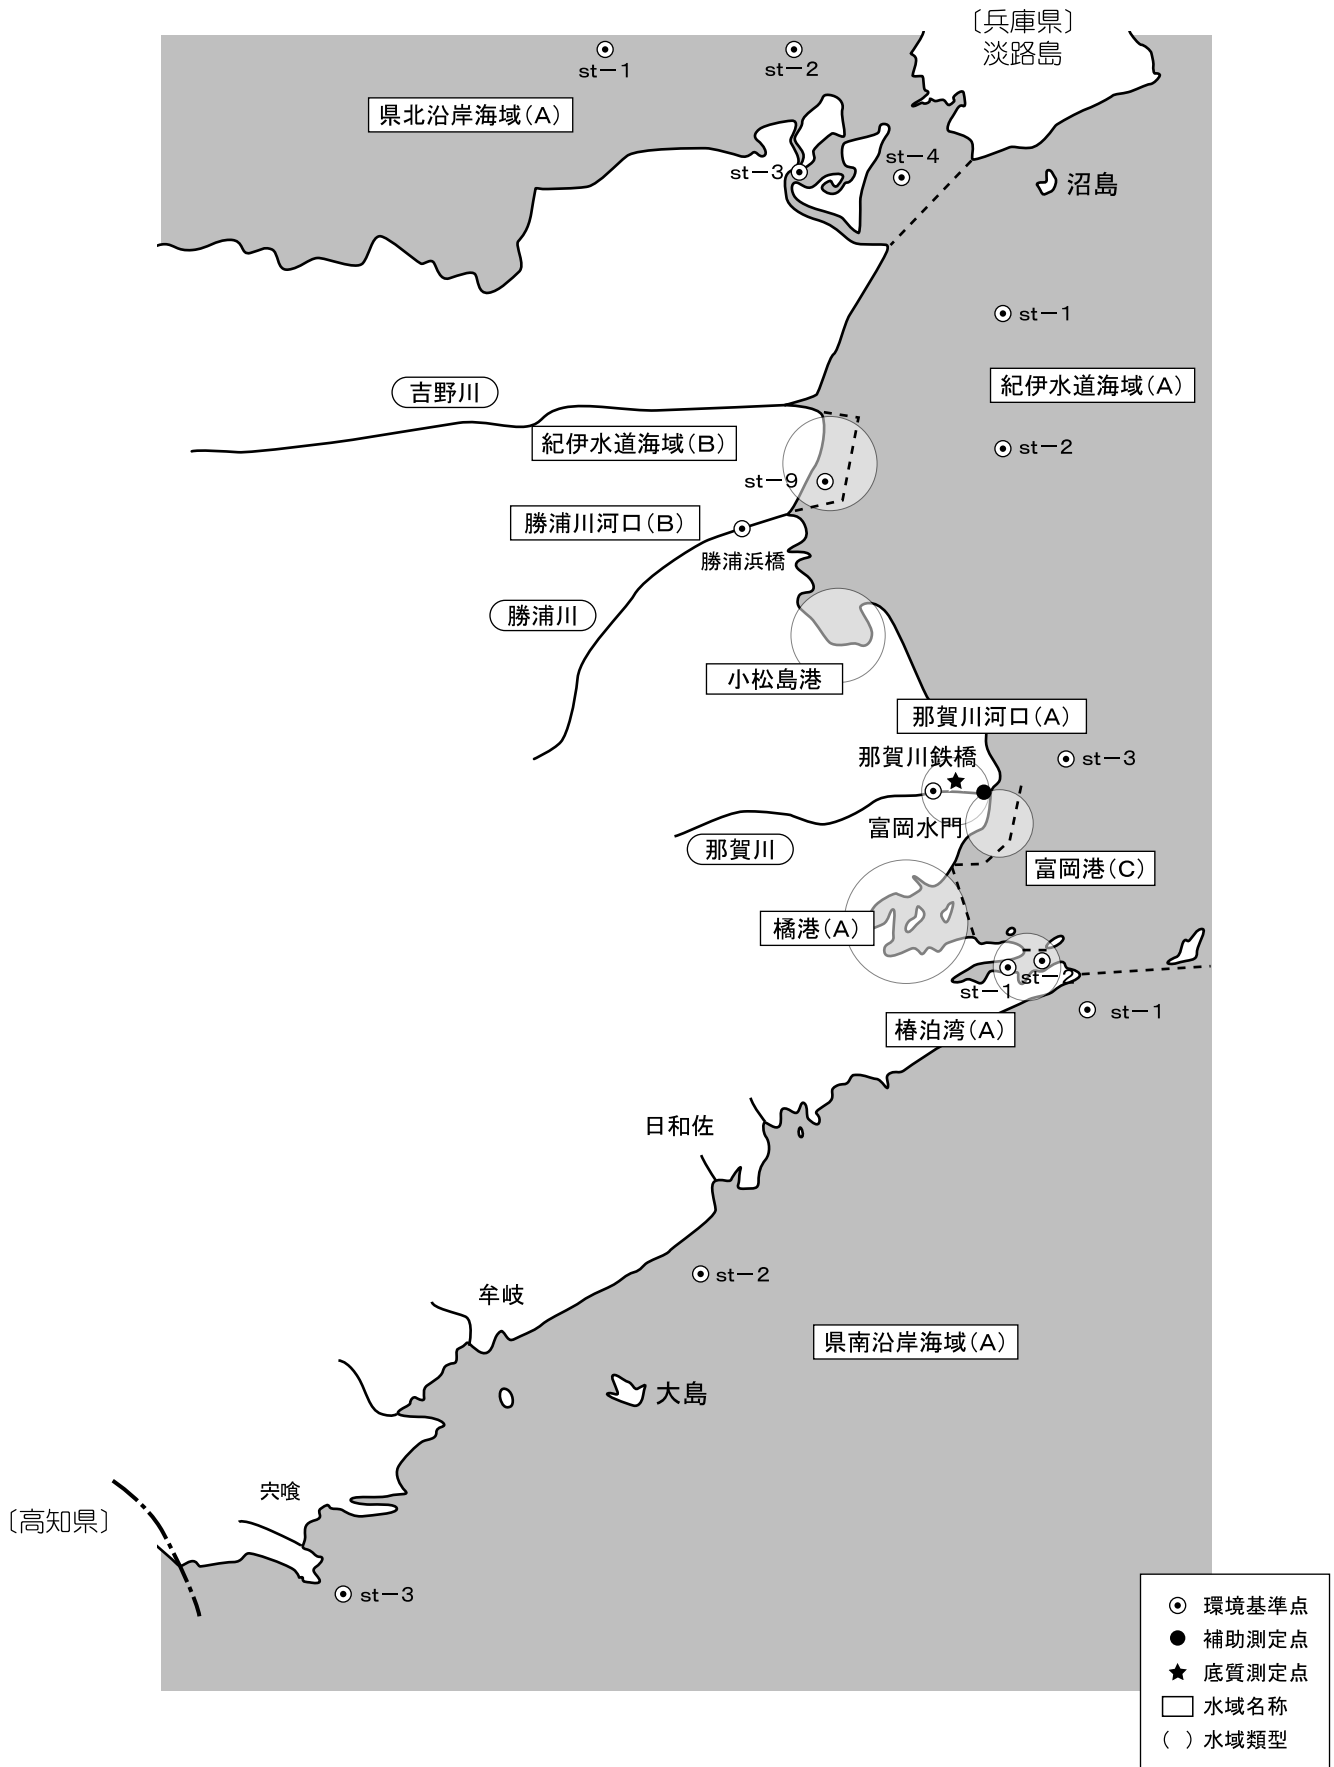 〔兵庫県〕
淡路島
st－1
st－2
県北沿岸海域(A)
st－3
st－4
沼島
st－1
吉野川
紀伊水道海域(A)
紀伊水道海域(B)
st－2
st－9
勝浦川河口(B)
勝浦浜橋
勝浦川
小松島港
那賀川河口(A)
那賀川鉄橋
st－3
富岡水門
那賀川
富岡港(C)
橘港(A)
st－1
st－2
st－1
椿泊湾(A)
日和佐
st－2
牟岐
県南沿岸海域(A)
大島
宍喰
〔高知県〕
st－3
環境基準点
補助測定点
底質測定点
水域名称
( ) 水域類型